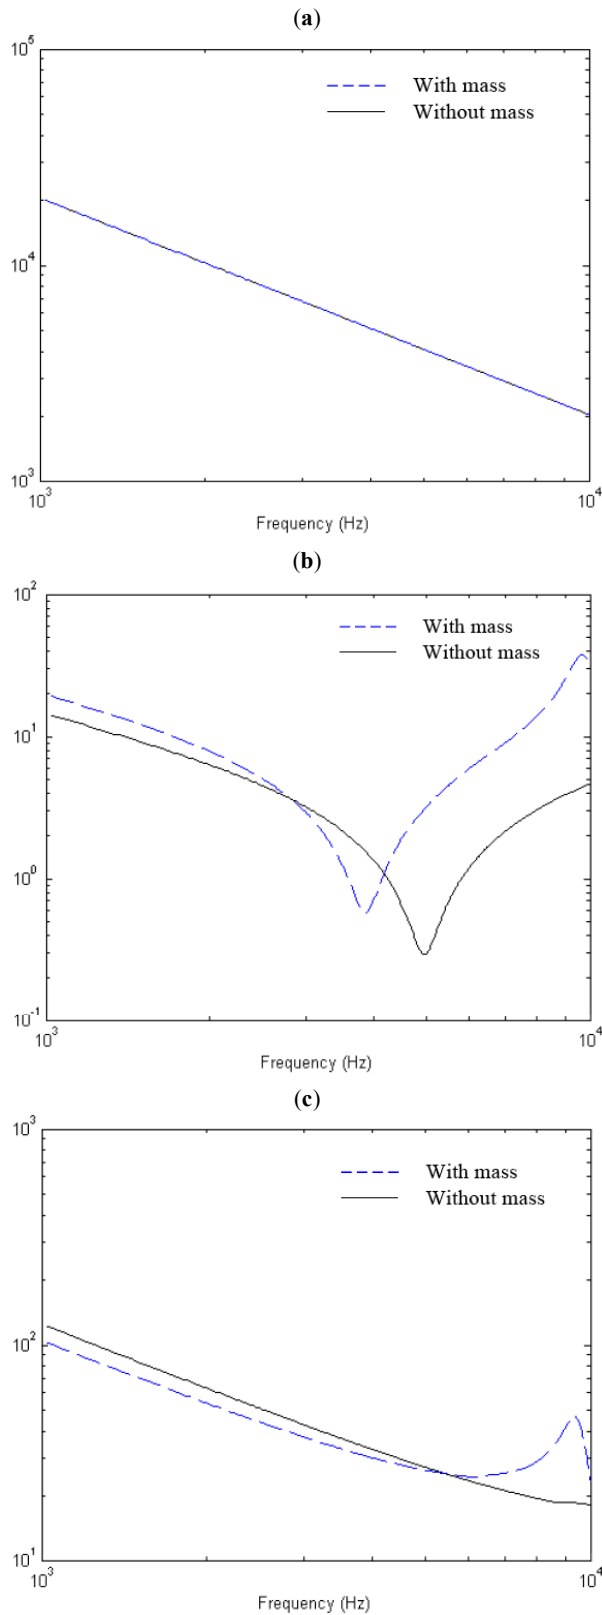 (a)
10^5
With mass
Without mass
10^4
10^3
10^3
10^4
Frequency (Hz)
(b)
10^2
With mass
Without mass
10^1
10^0
10^-1
10^3
10^4
Frequency (Hz)
(c)
10^3
With mass
Without mass
10^2
10^1
10^3
10^4
Frequency (Hz)